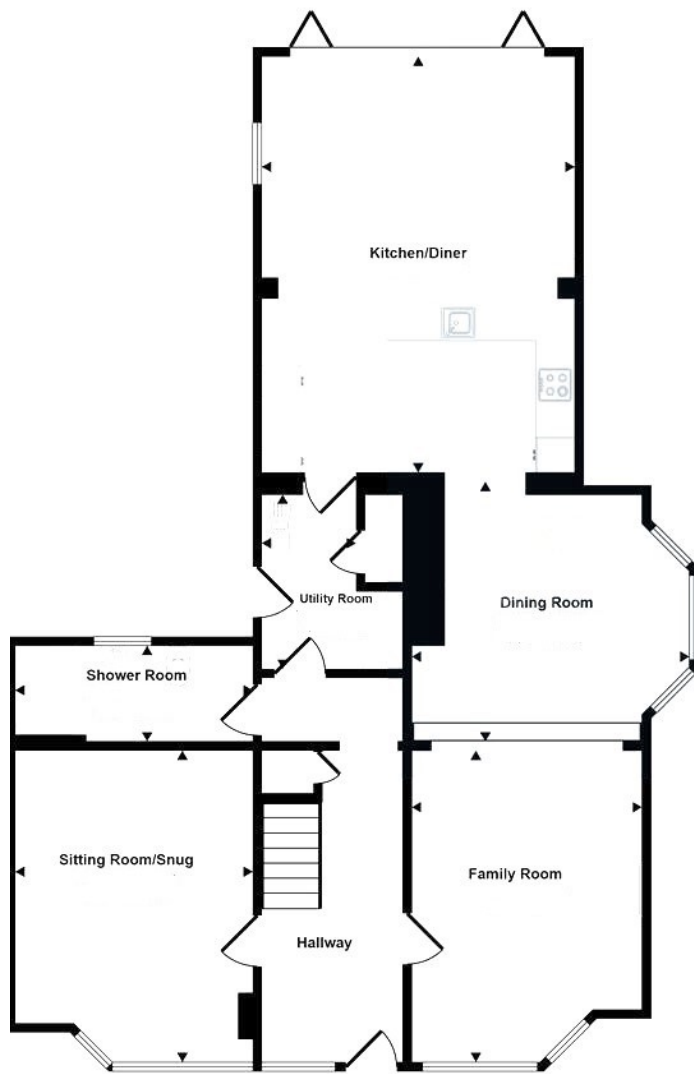 Kitchen/Diner
Utility Room
Dining Room
Shower Room
Sitting Room/Snug
Family Room
Hallway